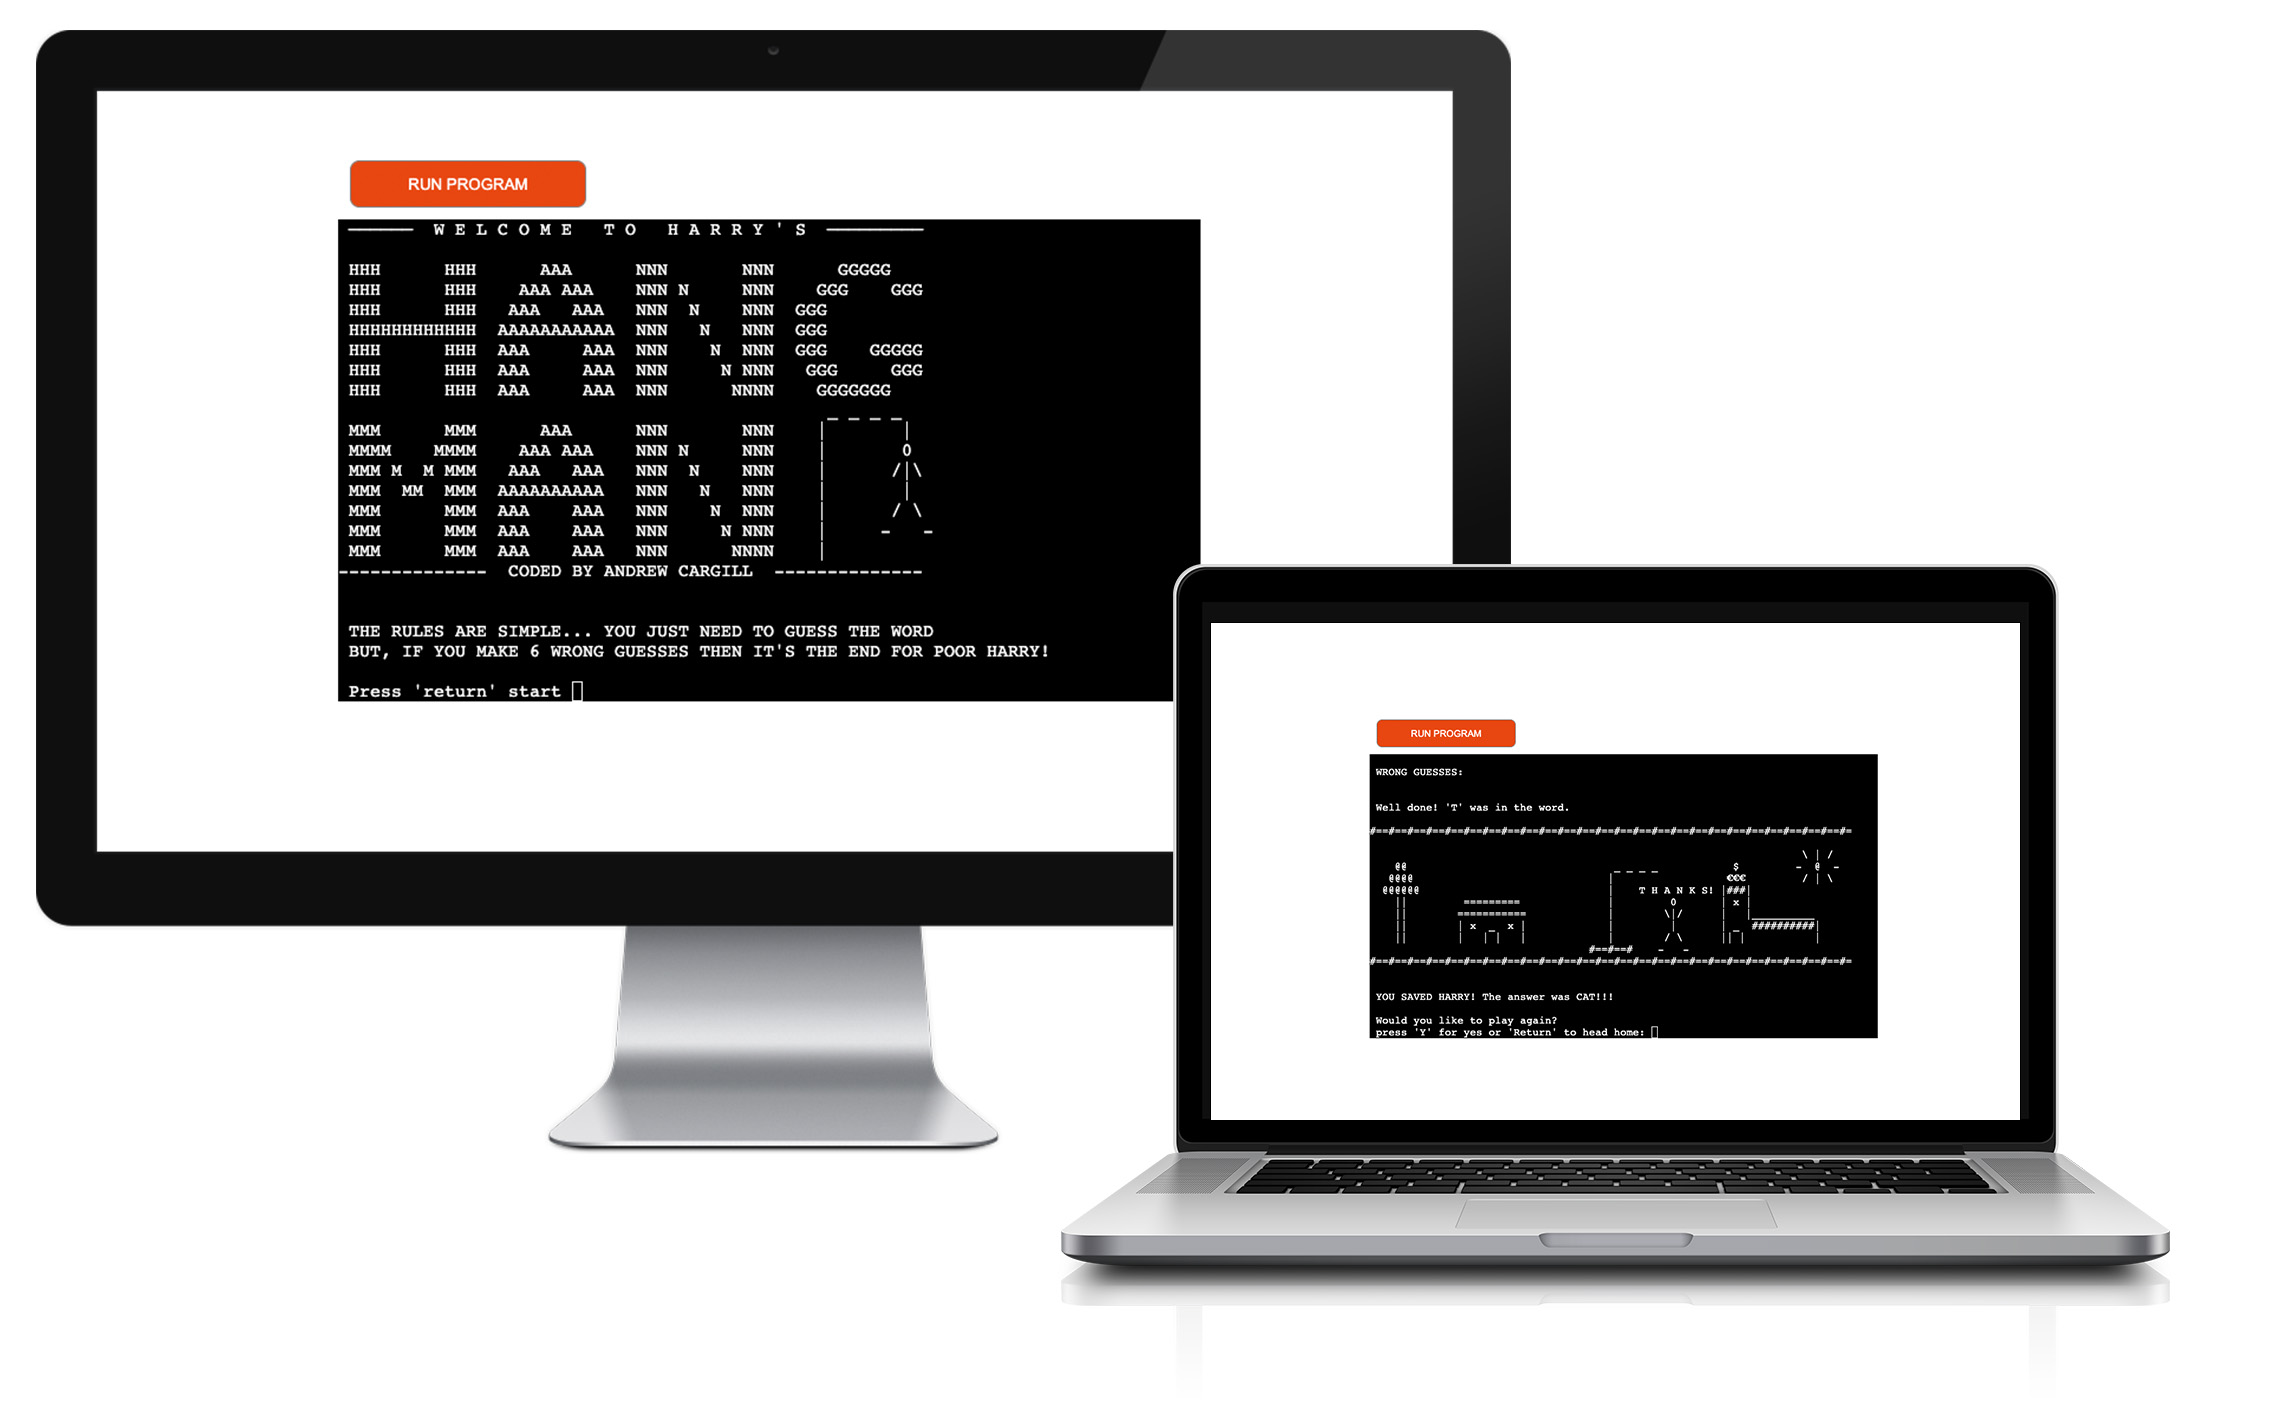 RUN PROGRAM
────── W E L C O M E   T O   H A R R Y ' S ─────────
HHH      HHH      AAA      NNN       NNN      GGGGG
HHH      HHH    AAA AAA    NNN N     NNN    GGG    GGG
HHH      HHH   AAA   AAA   NNN  N    NNN  GGG
HHHHHHHHHHHH  AAAAAAAAAAA  NNN   N   NNN  GGG
HHH      HHH  AAA     AAA  NNN    N  NNN  GGG    GGGGG
HHH      HHH  AAA     AAA  NNN     N NNN   GGG     GGG
HHH      HHH  AAA     AAA  NNN      NNNN    GGGGGGG
                                             _ _ _ _
MMM      MMM      AAA      NNN       NNN    |       |
MMMM    MMMM    AAA AAA    NNN N     NNN    |       0
MMM M  M MMM   AAA   AAA   NNN  N    NNN    |      /|\
MMM  MM  MMM  AAAAAAAAAA   NNN   N   NNN    |       |
MMM      MMM  AAA    AAA   NNN    N  NNN    |      / \
MMM      MMM  AAA    AAA   NNN     N NNN    |     -   -
MMM      MMM  AAA    AAA   NNN      NNNN    |
--------------  CODED BY ANDREW CARGILL  --------------
THE RULES ARE SIMPLE... YOU JUST NEED TO GUESS THE WORD
BUT, IF YOU MAKE 6 WRONG GUESSES THEN IT'S THE END FOR POOR HARRY!
Press 'return' start
RUN PROGRAM
WRONG GUESSES:
Well done! 'T' was in the word.
T H A N K S!
YOU SAVED HARRY! The answer was CAT!!!
Would you like to play again?
press 'Y' for yes or 'Return' to head home: